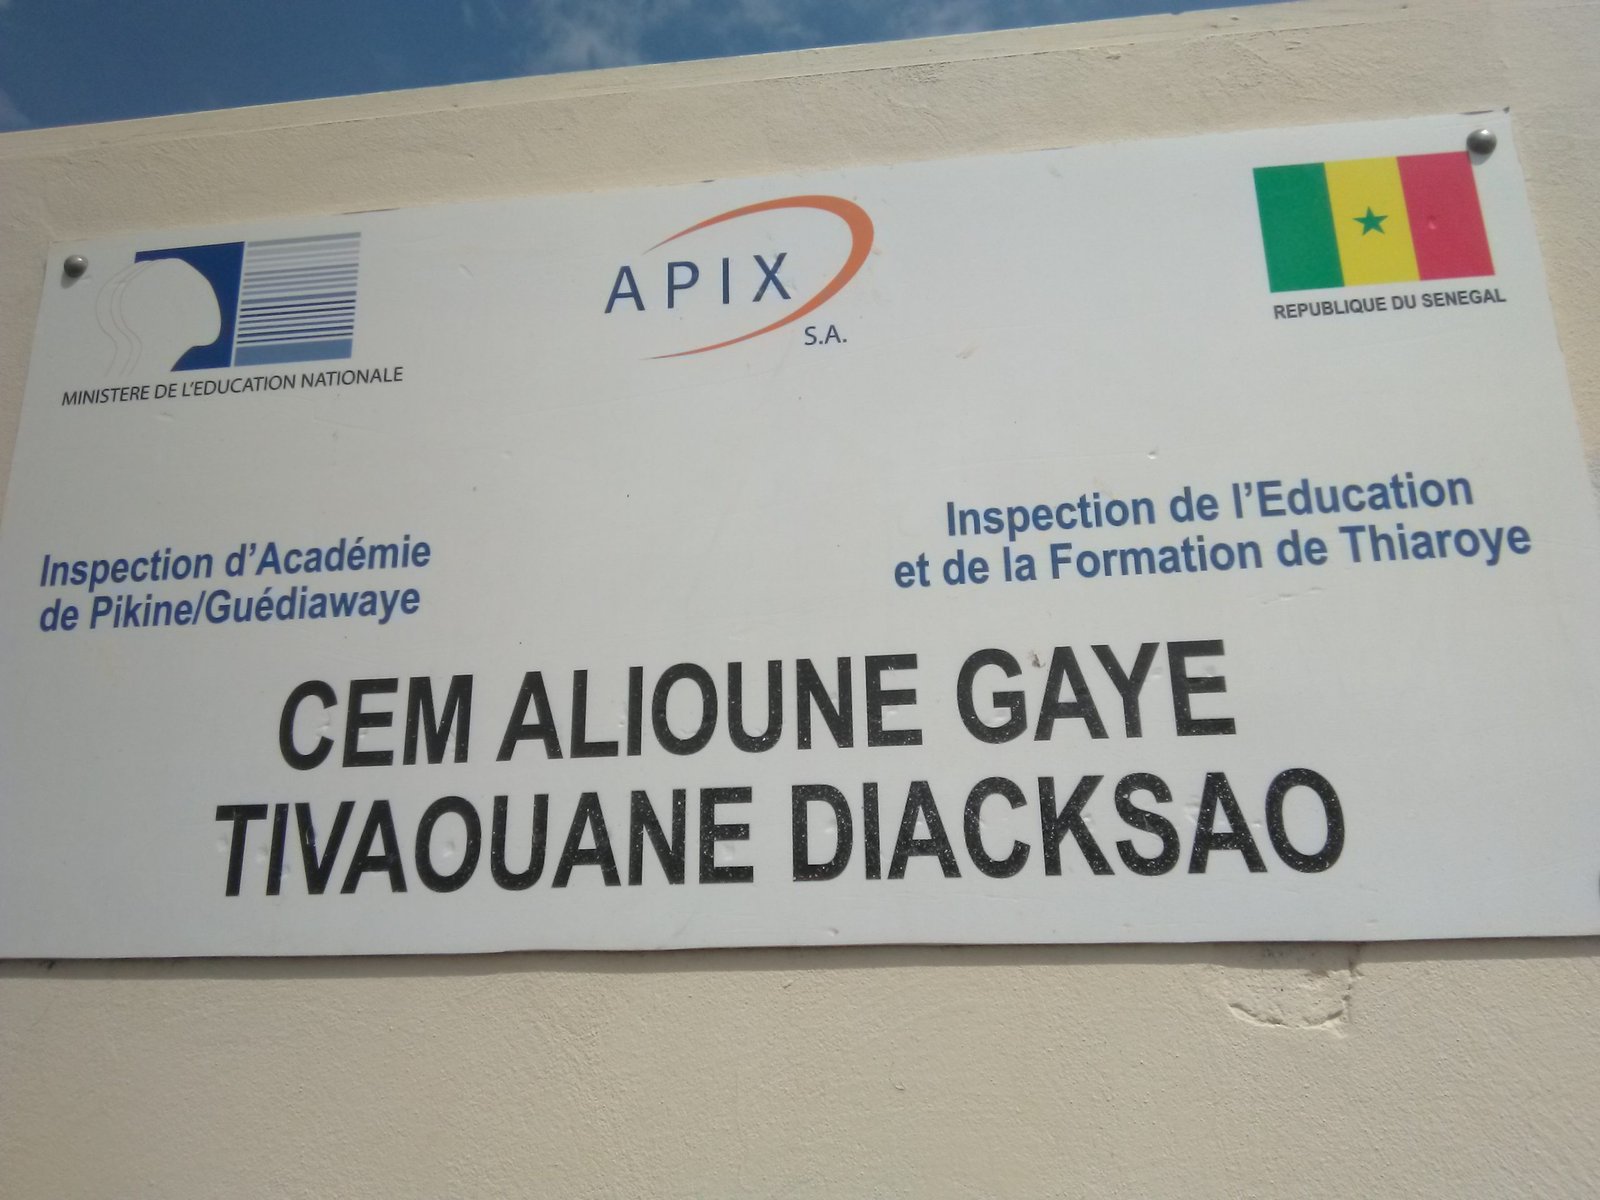 MINISTERE DE L'EDUCATION NATIONALE
APIX
S.A.
REPUBLIQUE DU SENEGAL
Inspection d'Académie
de Pikine/Guédiawaye
Inspection de l'Education
et de la Formation de Thiaroye
CEM ALIOUNE GAYE
TIVAOUANE DIACKSAO